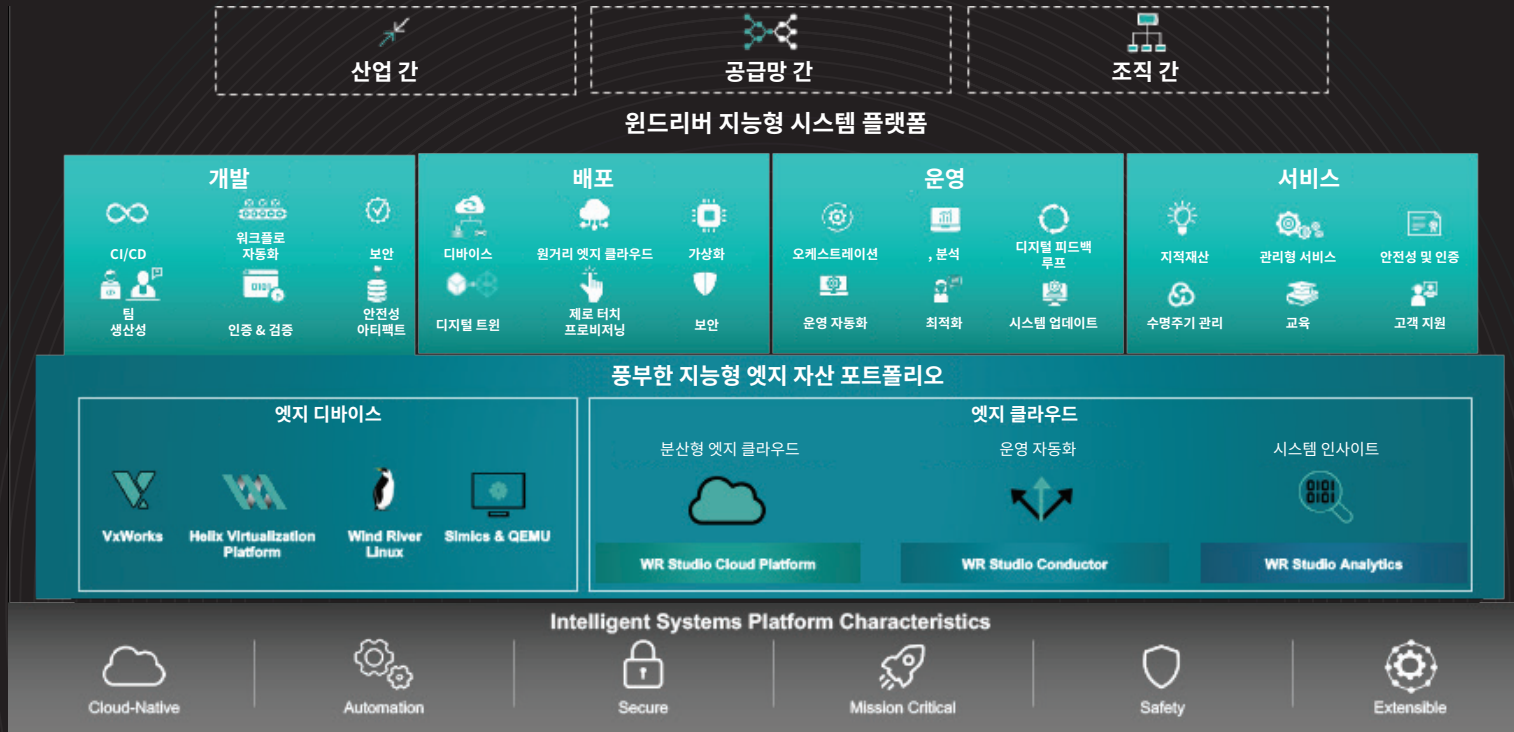 산업 간
공급망 간
조직 간
윈드리버 지능형 시스템 플랫폼
개발
CI/CD
워크플로
자동화
보안
팀
생산성
인증 & 검증
안전성
아티팩트
배포
디바이스
원거리 엣지 클라우드
가상화
디지털 트윈
제로 터치
프로비저닝
보안
운영
오케스트레이션
, 분석
디지털 피드백
루프
운영 자동화
최적화
시스템 업데이트
서비스
지적재산
관리형 서비스
안전성 및 인증
수명주기 관리
교육
고객 지원
풍부한 지능형 엣지 자산 포트폴리오
엣지 디바이스
VxWorks
Helix Virtualization
Platform
Wind River
Linux
Simics & QEMU
엣지 클라우드
분산형 엣지 클라우드
운영 자동화
시스템 인사이트
WR Studio Cloud Platform
WR Studio Conductor
WR Studio Analytics
Intelligent Systems Platform Characteristics
Cloud-Native
Automation
Secure
Mission Critical
Safety
Extensible